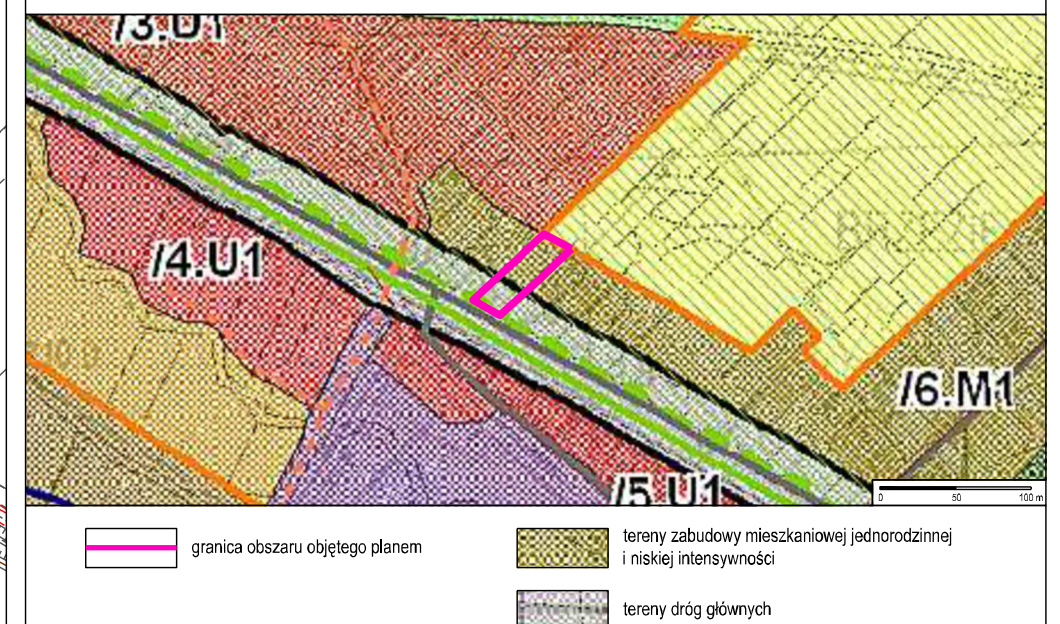 /3.U1
/4.U1
/6.M1
/5.U1
0 50 100 m
granica obszaru objętego planem
tereny zabudowy mieszkaniowej jednorodzinnej
i niskiej intensywności
tereny dróg głównych